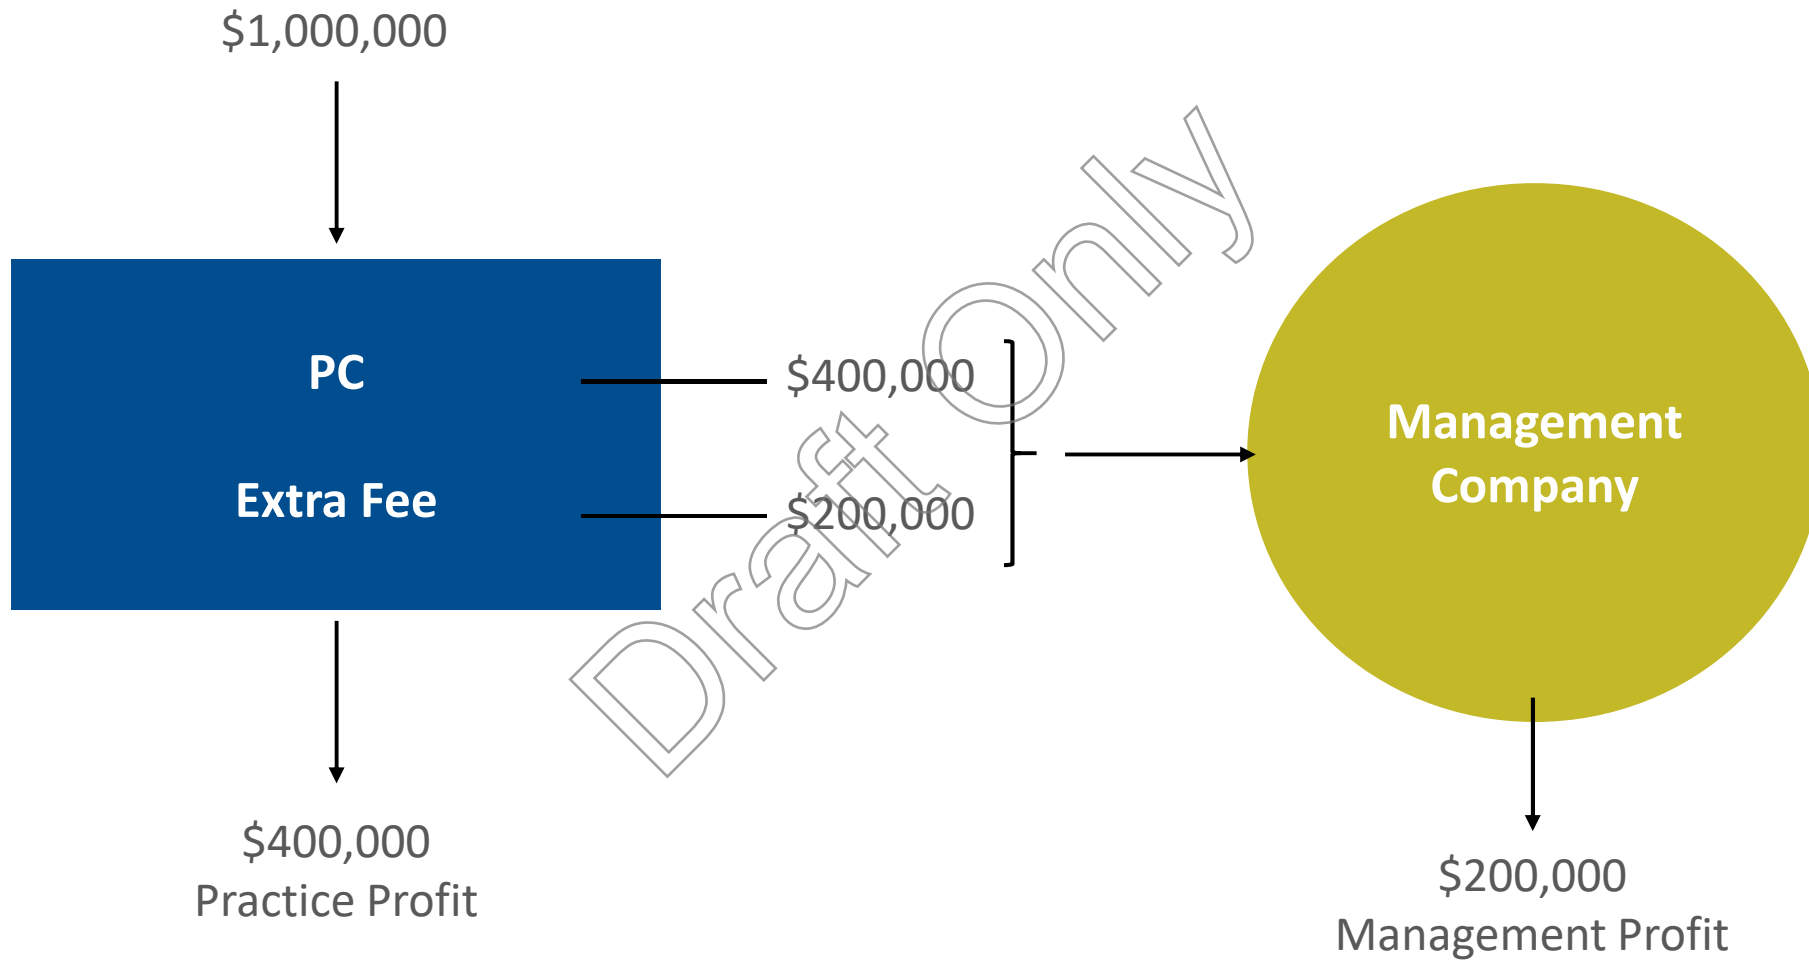 $1,000,000
PC
$400,000
Extra Fee
$200,000
Management
Company
$400,000
Practice Profit
$200,000
Management Profit
Draft Only